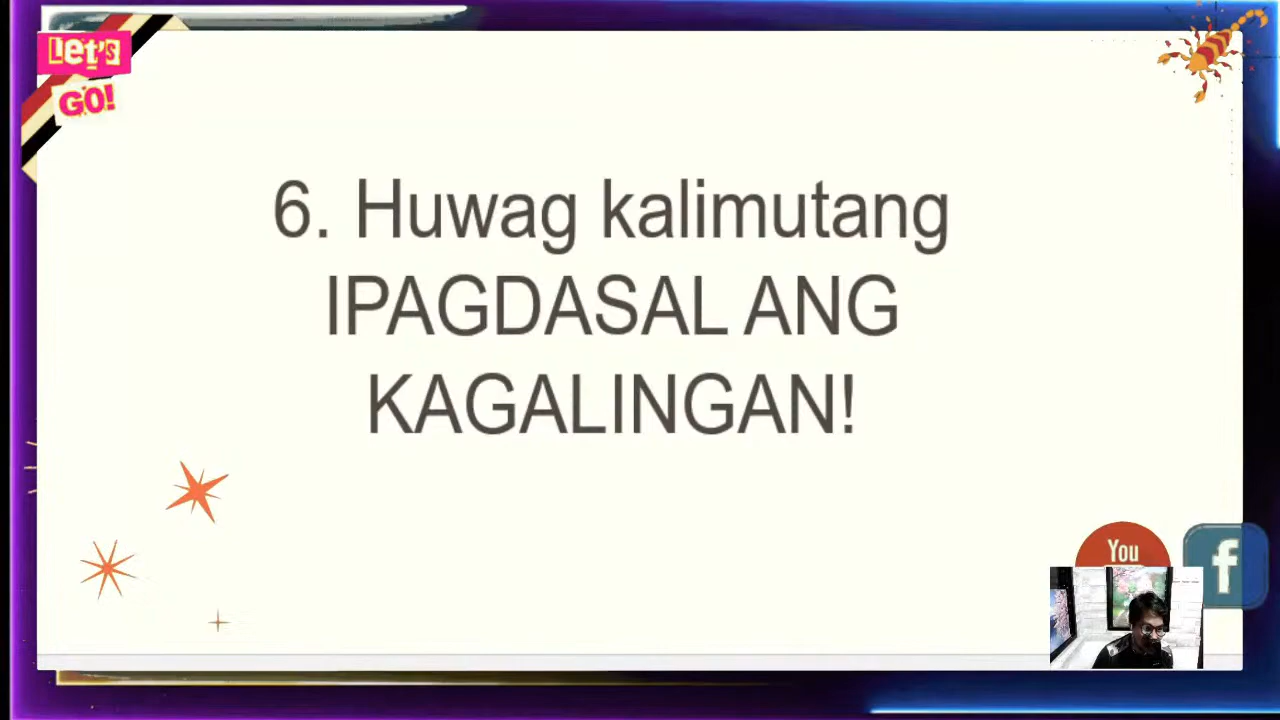 Let's
GO!
6. Huwag kalimutang
IPAGDASAL ANG
KAGALINGAN!
You
f